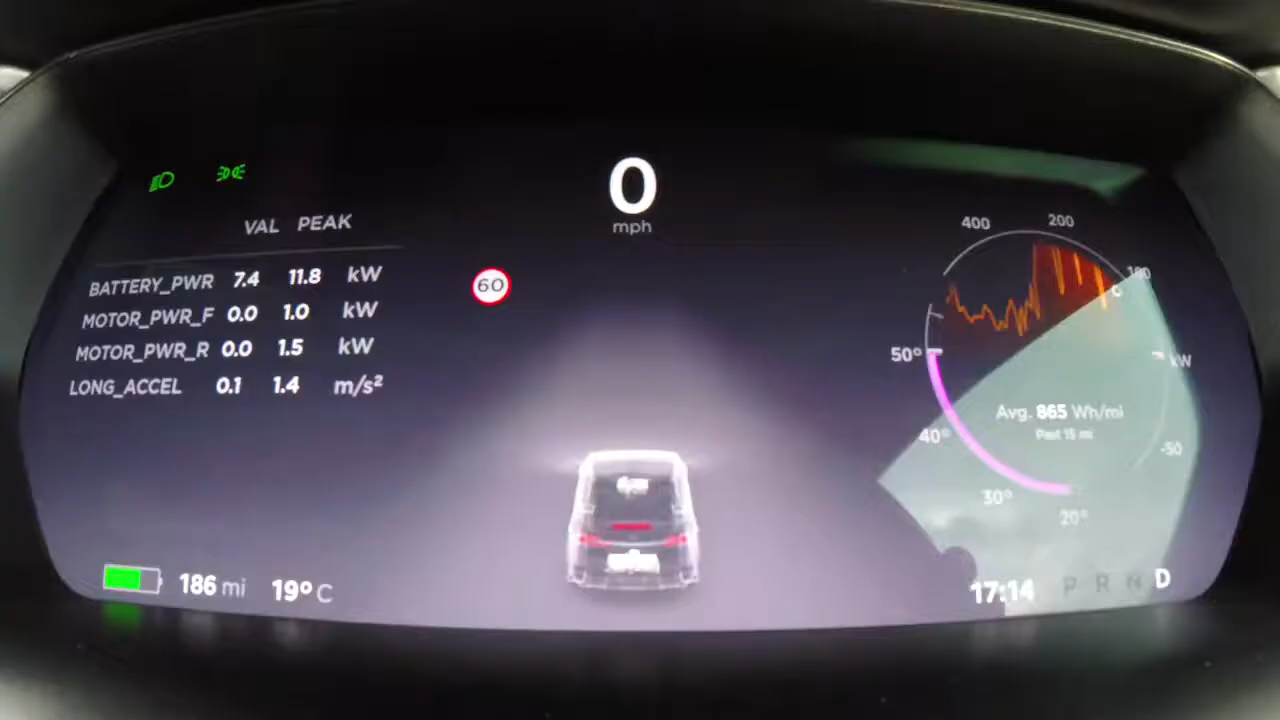 0
mph
VAL PEAK
BATTERY_PWR 7.4 11.8 kW
MOTOR_PWR_F 0.0 1.0 kW
MOTOR_PWR_R 0.0 1.5 kW
LONG_ACCEL 0.1 1.4 m/s²
60
400 200
50°
kW
Avg. 865 Wh/mi
Past 15 mi
40°
-50
30°
20°
186 mi 19° C
17:14 P R N D